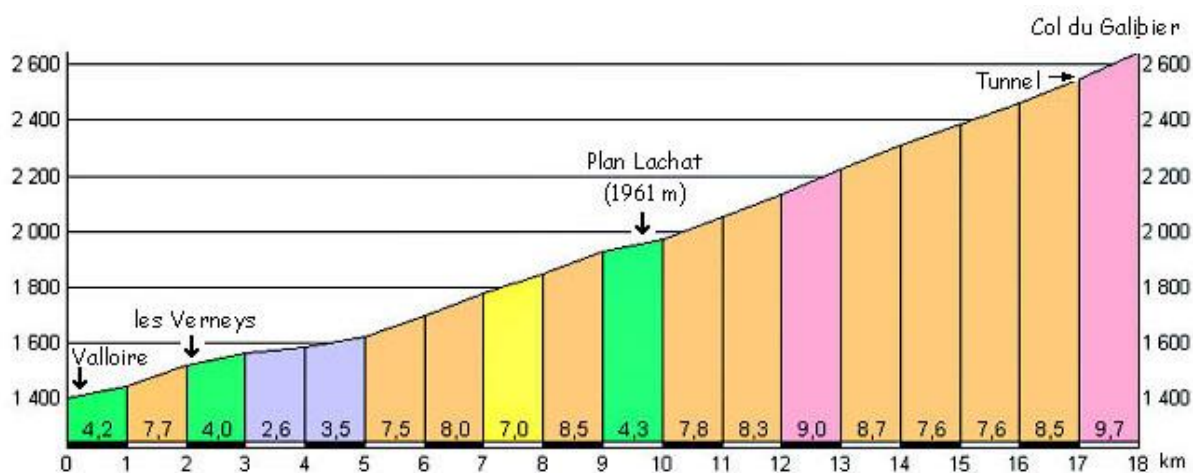 Col du Galibier
2 600 2 600
Tunnel
2 400 2 400
Plan Lachat
2 200 2 200
(1961 m)
2 000 2 000
1 800 1 800
les Verneys
1 600 1 600
Valloire
1 400 1 400
4,2 7,7 4,0 2,6 3,5 7,5 8,0 7,0 8,5 4,3 7,8 8,3 9,0 8,7 7,6 7,6 8,5 9,7
0 1 2 3 4 5 6 7 8 9 10 11 12 13 14 15 16 17 18 km